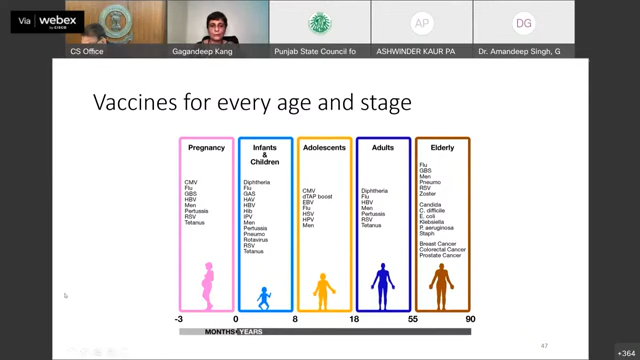 Via webex
by CISCO
CS Office
Gagandeep Kang
Punjab State Council fo
AP
ASHWINDER KAUR PA
DG
Dr. Amandeep Singh, G
Vaccines for every age and stage
Pregnancy
CMV
Flu
GBS
HBV
Men
Pertussis
RSV
Tetanus
Infants
&
Children
Diphtheria
Flu
GAS
HAV
HBV
Hib
IPV
Men
Pertussis
Pneumo
Rotavirus
RSV
Tetanus
Adolescents
CMV
dTAP boost
EBV
Flu
HSV
HPV
Men
Adults
Diphtheria
Flu
HBV
Men
Pertussis
RSV
Tetanus
Elderly
Flu
GBS
Men
Pneumo
RSV
Zoster
Candida
C. difficile
E. coli
Klebsiella
P. aeruginosa
Staph
Breast Cancer
Colorectal Cancer
Prostate Cancer
-3 0 8 18 55 90
MONTHS YEARS
47
+364